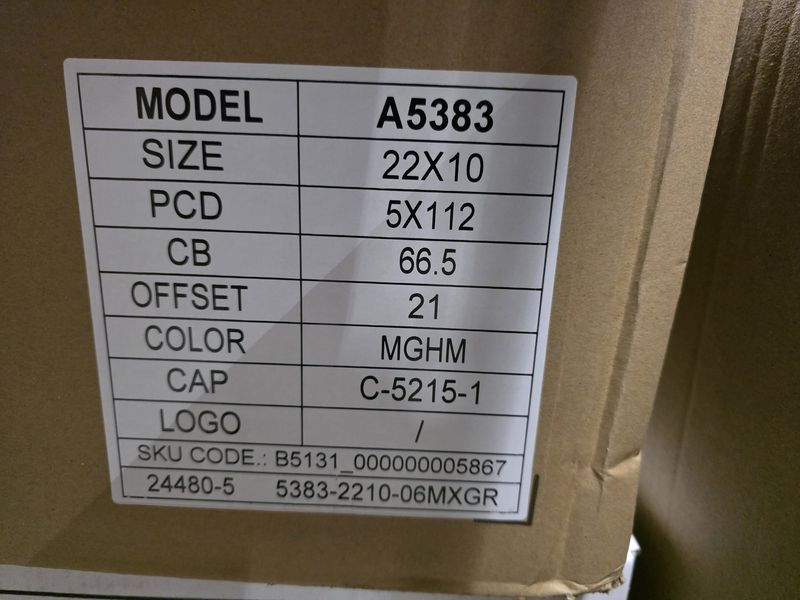 MODEL A5383
SIZE 22X10
PCD 5X112
CB 66.5
OFFSET 21
COLOR MGHM
CAP C-5215-1
LOGO /
SKU CODE.: B5131_000000005867
24480-5 5383-2210-06MXGR